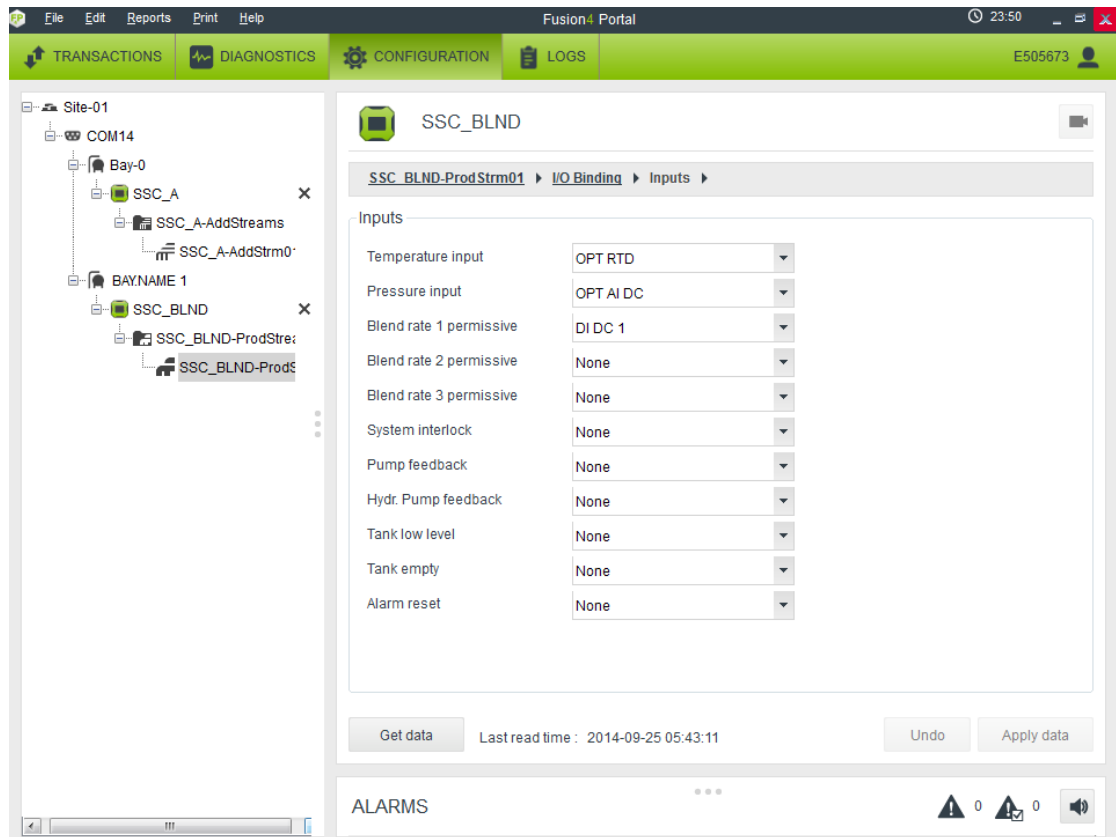 FP File Edit Reports Print Help Fusion4 Portal 23:50
TRANSACTIONS DIAGNOSTICS CONFIGURATION LOGS E505673
Site-01
COM14
Bay-0
SSC_A
SSC_A-AddStreams
SSC_A-AddStrm0
BAY.NAME 1
SSC_BLND
SSC_BLND-ProdStrea
SSC_BLND-ProdS
SSC_BLND
SSC_BLND-ProdStrm01 I/O Binding Inputs
Inputs
Temperature input OPT RTD
Pressure input OPT AI DC
Blend rate 1 permissive DI DC 1
Blend rate 2 permissive None
Blend rate 3 permissive None
System interlock None
Pump feedback None
Hydr. Pump feedback None
Tank low level None
Tank empty None
Alarm reset None
Get data Last read time : 2014-09-25 05:43:11 Undo Apply data
ALARMS 0 0